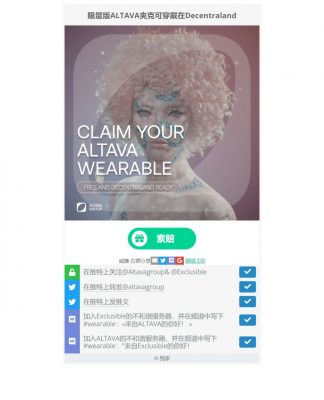 限量版ALTAVA夹克可穿戴在Decentraland
CLAIM YOUR
ALTAVA
WEARABLE
FREE AND DECENTRALAND READY
ALTAVA
GROUP
索赔
在推特上关注@Altavagroup& @Exclusible
在推特上转发@altavagroup
在推特上发推文
加入Exclusible的不和谐服务器，并在频道中写下
#wearable：«来自ALTAVA的你好！»
加入ALTAVA的不和谐服务器，并在频道中写下
#wearable："来自Exclusible的你好！